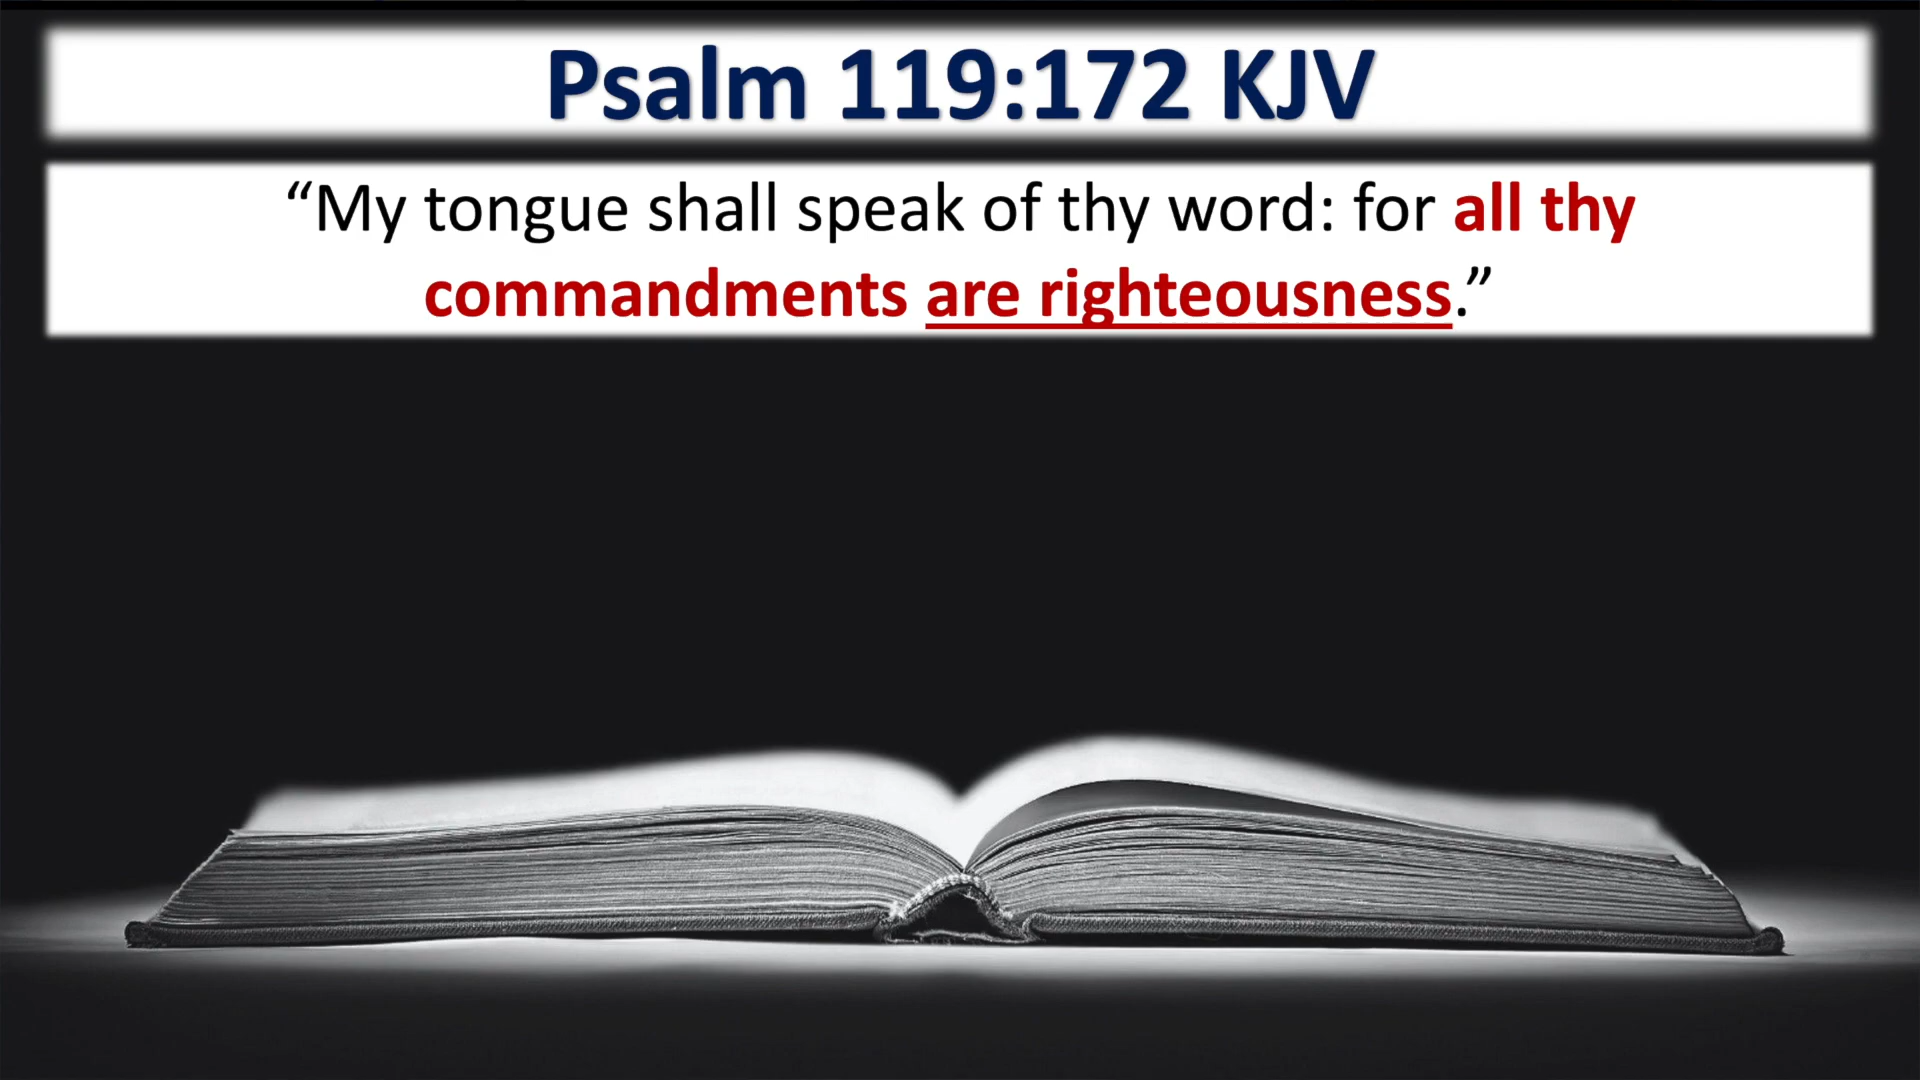 Psalm 119:172 KJV
“My tongue shall speak of thy word: for all thy
commandments are righteousness.”